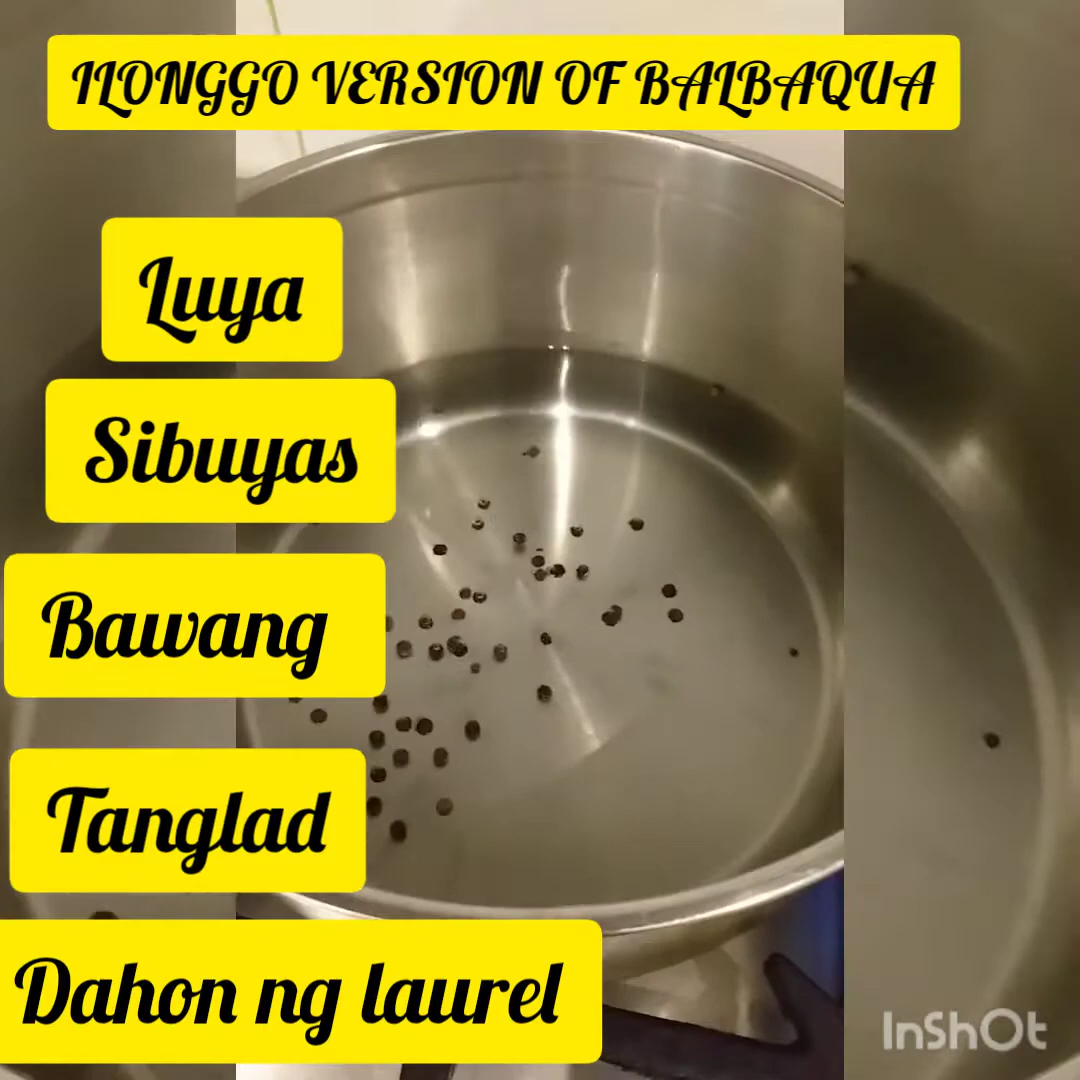 ILONGGO VERSION OF BALBAQUA
Luya
Sibuyas
Bawang
Tanglad
Dahon ng laurel
InShOt